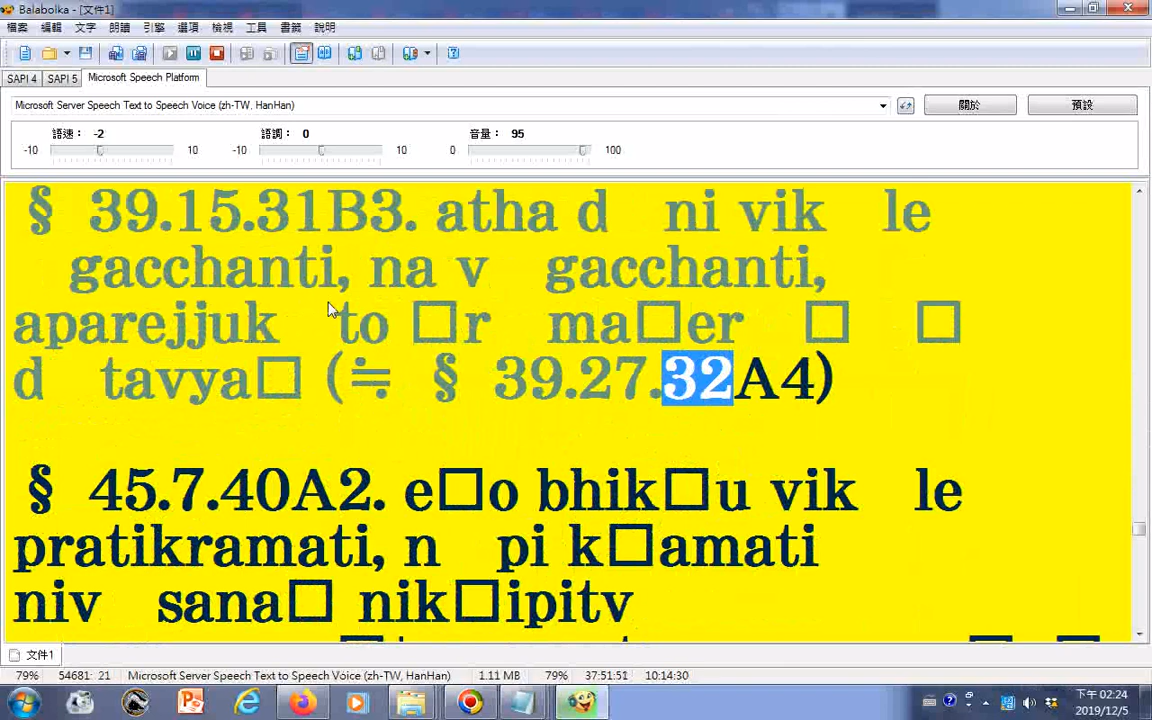 Balabolka - [文件1]
檔案 編輯 文字 朗讀 引擎 選項 檢視 工具 書籤 說明
SAPI 4 SAPI 5 Microsoft Speech Platform
Microsoft Server Speech Text to Speech Voice (zh-TW, HanHan) 關於 預設
語速： -2 語調： 0 音量： 95
-10 10 -10 10 0 100
§ 39.15.31B3. atha d ni vik le
gacchanti, na v gacchanti,
aparejjuk to □r ma□er □ □
d tavya□ (≒ § 39.27.32A4)
§ 45.7.40A2. e□o bhik□u vik le
pratikramati, n pi k□amati
niv sana□ nik□ipitv
文件1
79% 54681: 21 Microsoft Server Speech Text to Speech Voice (zh-TW, HanHan) 1.11 MB 79% 37:51:51 10:14:30
下午 02:24
2019/12/5